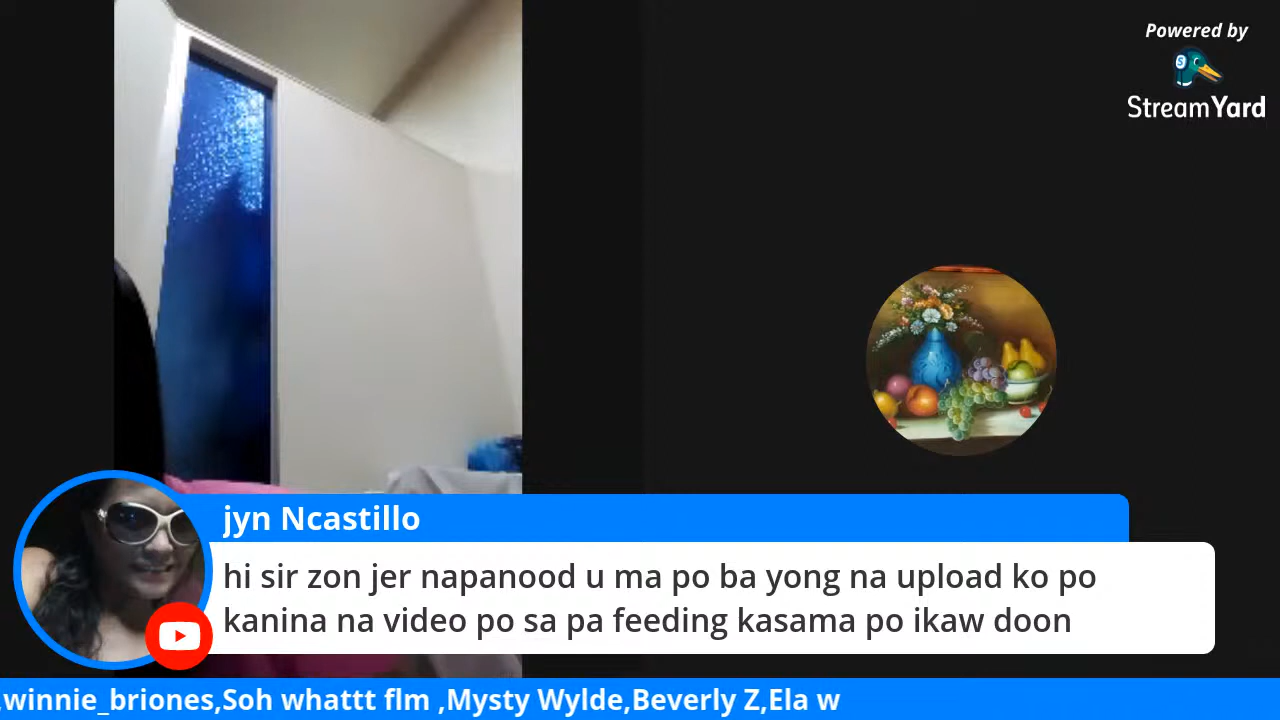 Powered by
StreamYard
jyn Ncastillo
hi sir zon jer napanood u ma po ba yong na upload ko po
kanina na video po sa pa feeding kasama po ikaw doon
,winnie_briones,Soh whattt flm ,Mysty Wylde,Beverly Z,Ela w